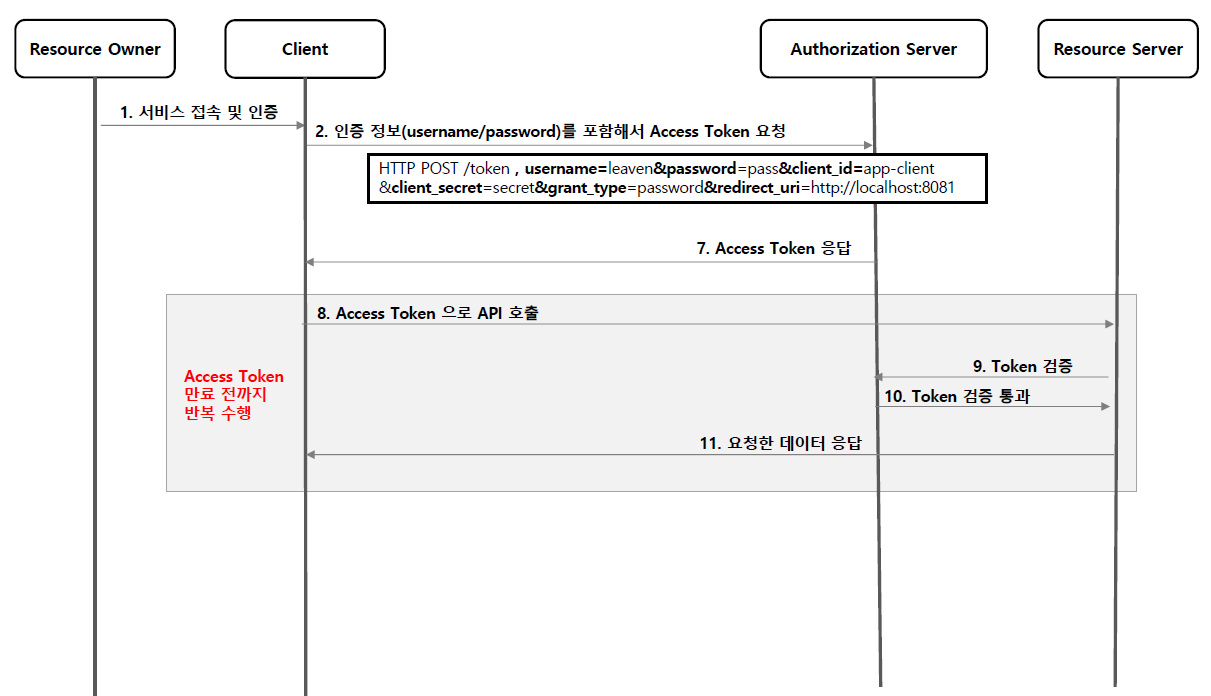 Resource Owner
Client
Authorization Server
Resource Server
1. 서비스 접속 및 인증
2. 인증 정보(username/password)를 포함해서 Access Token 요청
HTTP POST /token , username=leaven&password=pass&client_id=app-client
&client_secret=secret&grant_type=password&redirect_uri=http://localhost:8081
7. Access Token 응답
8. Access Token 으로 API 호출
9. Token 검증
Access Token
만료 전까지
반복 수행
10. Token 검증 통과
11. 요청한 데이터 응답